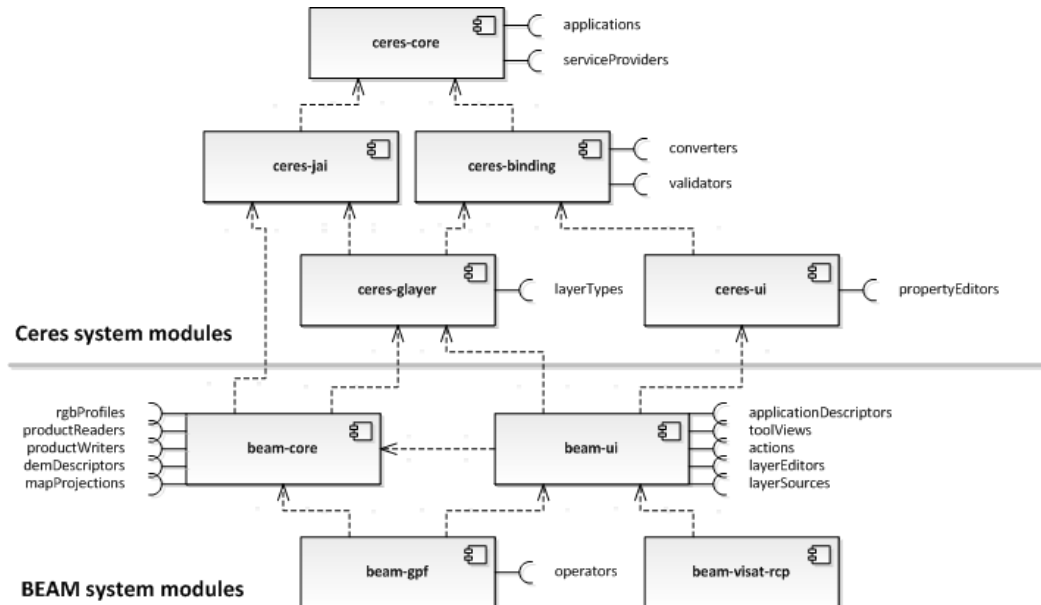 ceres-core
applications
serviceProviders
ceres-jai
ceres-binding
converters
validators
ceres-glayer
layerTypes
ceres-ui
propertyEditors
Ceres system modules
rgbProfiles
productReaders
productWriters
demDescriptors
mapProjections
beam-core
beam-ui
applicationDescriptors
toolViews
actions
layerEditors
layerSources
beam-gpf
operators
beam-visat-rcp
BEAM system modules